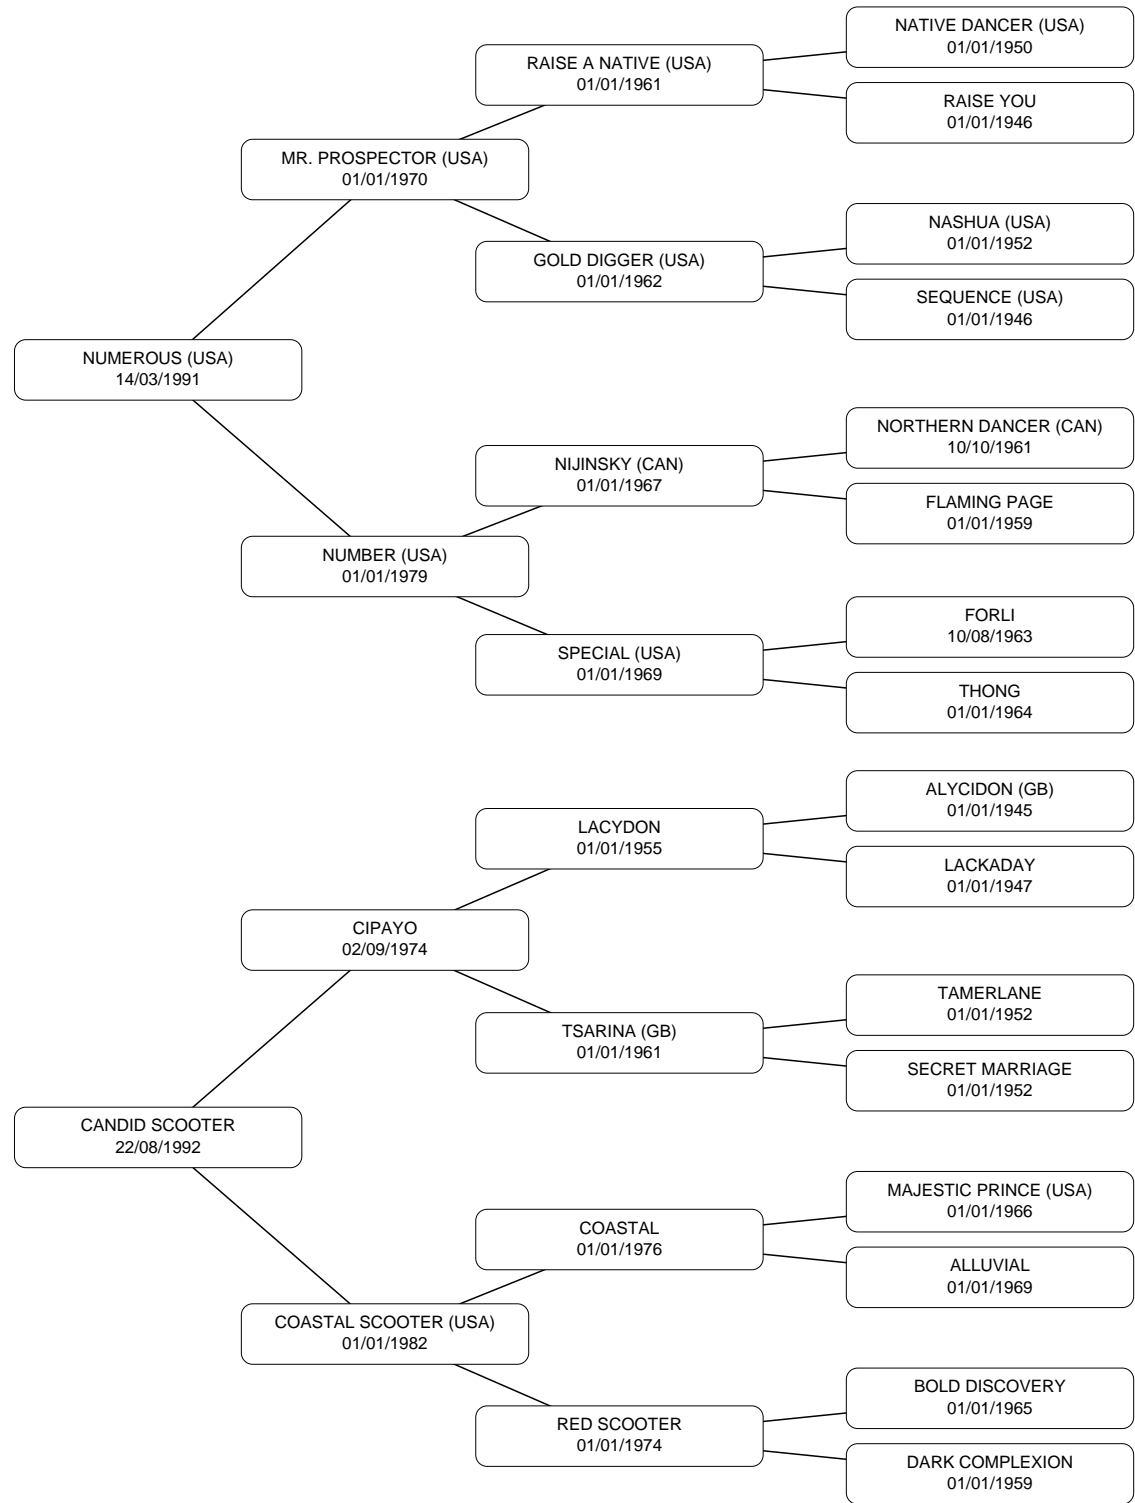 NATIVE DANCER (USA)
01/01/1950
RAISE A NATIVE (USA)
01/01/1961
RAISE YOU
01/01/1946
MR. PROSPECTOR (USA)
01/01/1970
NASHUA (USA)
01/01/1952
GOLD DIGGER (USA)
01/01/1962
SEQUENCE (USA)
01/01/1946
NUMEROUS (USA)
14/03/1991
NORTHERN DANCER (CAN)
10/10/1961
NIJINSKY (CAN)
01/01/1967
FLAMING PAGE
01/01/1959
NUMBER (USA)
01/01/1979
FORLI
10/08/1963
SPECIAL (USA)
01/01/1969
THONG
01/01/1964
ALYCIDON (GB)
01/01/1945
LACYDON
01/01/1955
LACKADAY
01/01/1947
CIPAYO
02/09/1974
TAMERLANE
01/01/1952
TSARINA (GB)
01/01/1961
SECRET MARRIAGE
01/01/1952
CANDID SCOOTER
22/08/1992
MAJESTIC PRINCE (USA)
01/01/1966
COASTAL
01/01/1976
ALLUVIAL
01/01/1969
COASTAL SCOOTER (USA)
01/01/1982
BOLD DISCOVERY
01/01/1965
RED SCOOTER
01/01/1974
DARK COMPLEXION
01/01/1959